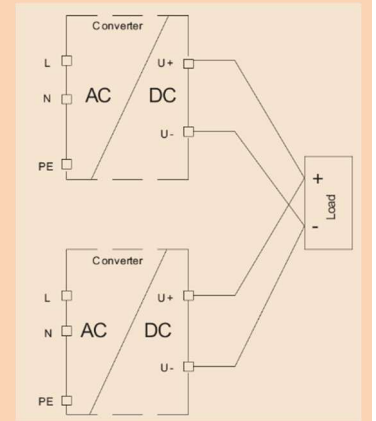 Converter
L U+
N AC DC
U-
PE
+
Load
-
Converter
L U+
N AC DC
U-
PE